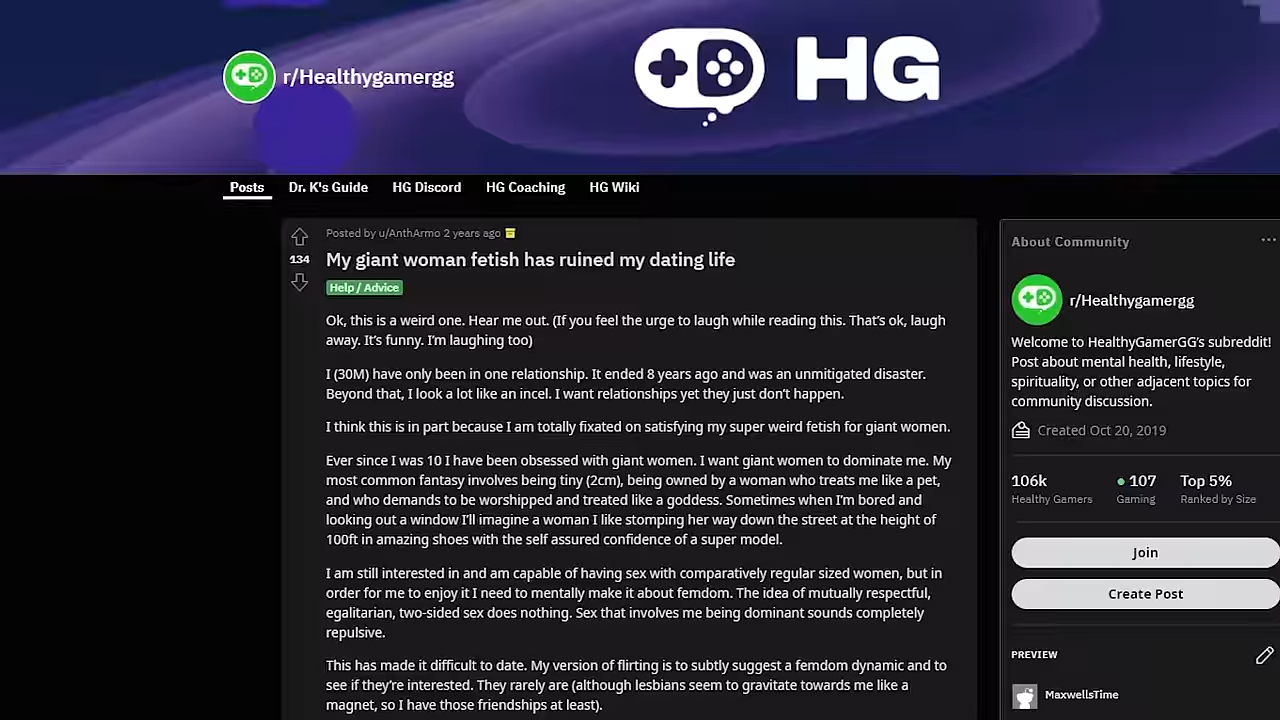 r/Healthygamergg
HG
Posts Dr. K's Guide HG Discord HG Coaching HG Wiki
Posted by u/AnthArmo 2 years ago
134
My giant woman fetish has ruined my dating life
Help / Advice
Ok, this is a weird one. Hear me out. (If you feel the urge to laugh while reading this. That's ok, laugh
away. It's funny. I'm laughing too)
I (30M) have only been in one relationship. It ended 8 years ago and was an unmitigated disaster.
Beyond that, I look a lot like an incel. I want relationships yet they just don't happen.
I think this is in part because I am totally fixated on satisfying my super weird fetish for giant women.
Ever since I was 10 I have been obsessed with giant women. I want giant women to dominate me. My
most common fantasy involves being tiny (2cm), being owned by a woman who treats me like a pet,
and who demands to be worshipped and treated like a goddess. Sometimes when I'm bored and
looking out a window I'll imagine a woman I like stomping her way down the street at the height of
100ft in amazing shoes with the self assured confidence of a super model.
I am still interested in and am capable of having sex with comparatively regular sized women, but in
order for me to enjoy it I need to mentally make it about femdom. The idea of mutually respectful,
egalitarian, two-sided sex does nothing. Sex that involves me being dominant sounds completely
repulsive.
This has made it difficult to date. My version of flirting is to subtly suggest a femdom dynamic and to
see if they're interested. They rarely are (although lesbians seem to gravitate towards me like a
magnet, so I have those friendships at least).
About Community
r/Healthygamergg
Welcome to HealthyGamerGG's subreddit!
Post about mental health, lifestyle,
spirituality, or other adjacent topics for
community discussion.
Created Oct 20, 2019
106k 107 Top 5%
Healthy Gamers Gaming Ranked by Size
Join
Create Post
PREVIEW
MaxwellsTime